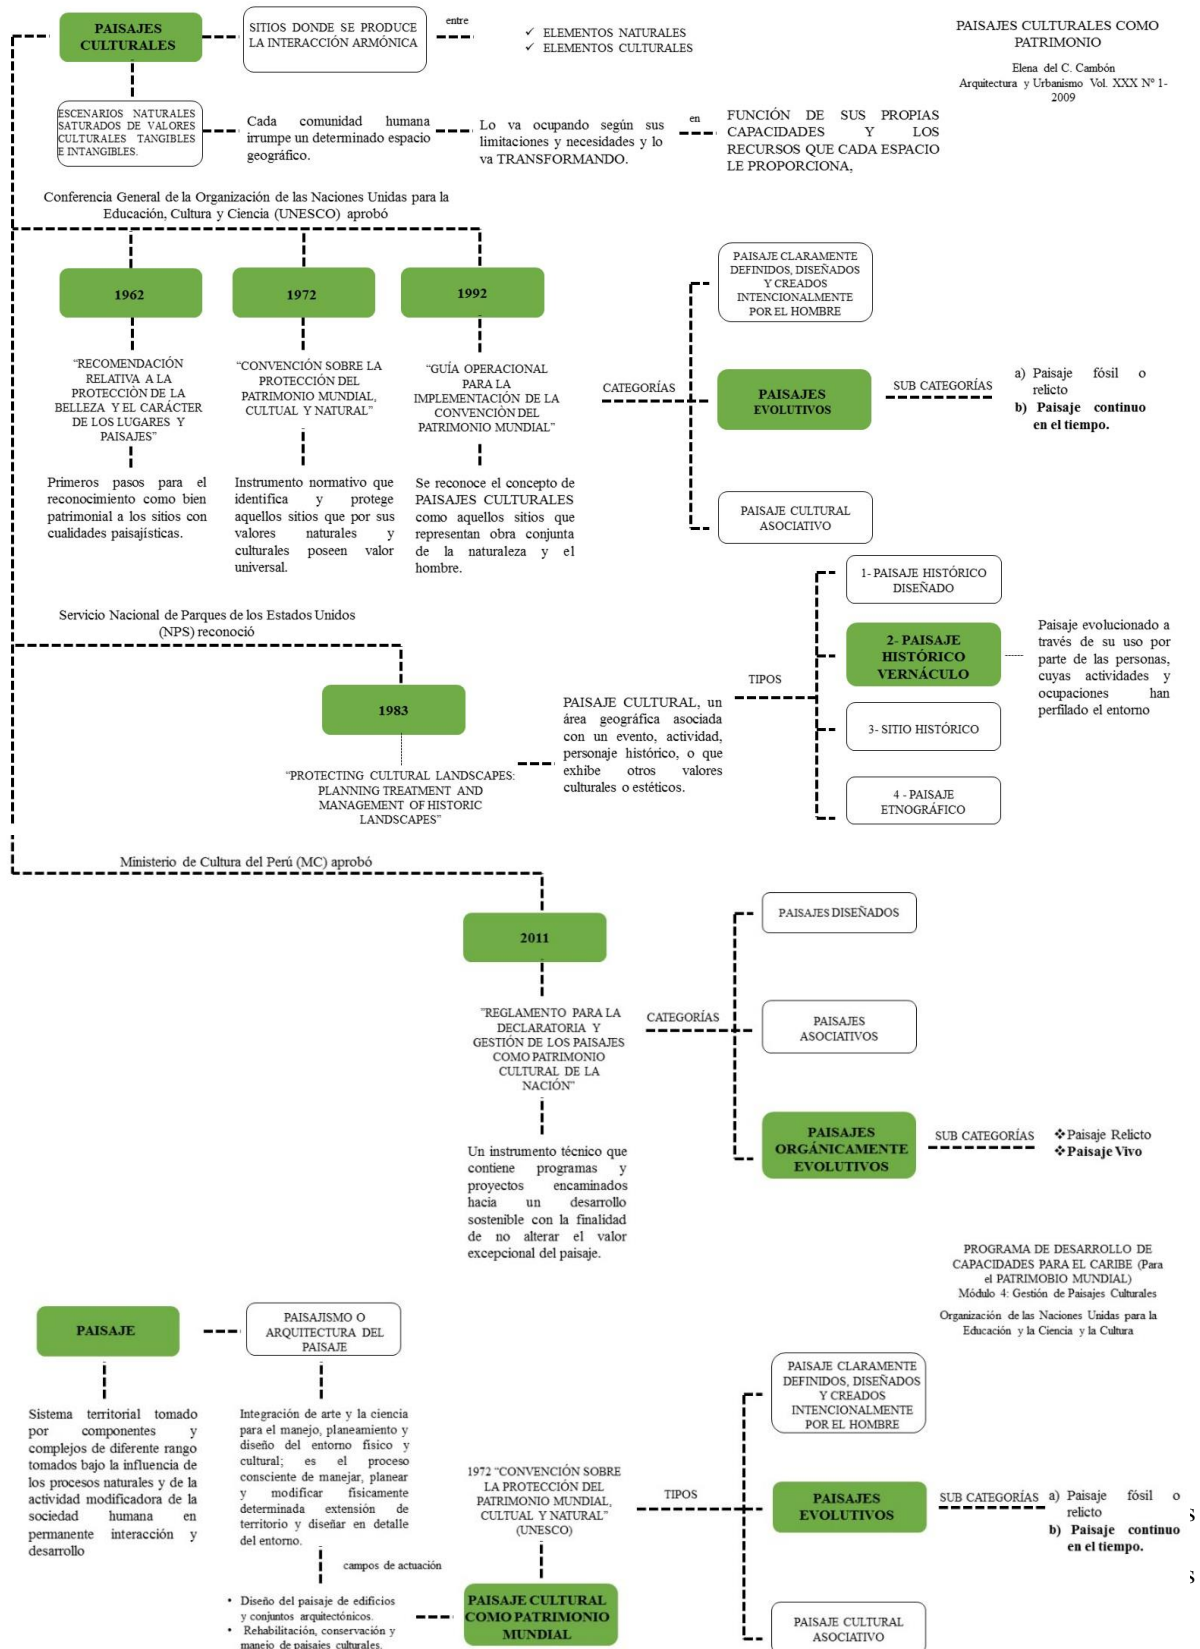 PAISAJES
CULTURALES
SITIOS DONDE SE PRODUCE
LA INTERACCIÓN ARMÓNICA
entre
✓ ELEMENTOS NATURALES
✓ ELEMENTOS CULTURALES
PAISAJES CULTURALES COMO
PATRIMONIO
Elena del C. Cambón
Arquitectura y Urbanismo Vol. XXX Nº 1-
2009
ESCENARIOS NATURALES
SATURADOS DE VALORES
CULTURALES TANGIBLES
E INTANGIBLES.
Cada comunidad humana
irrumpe un determinado espacio
geográfico.
Lo va ocupando según sus
limitaciones y necesidades y lo
va TRANSFORMANDO.
en
FUNCIÓN DE SUS PROPIAS
CAPACIDADES Y LOS
RECURSOS QUE CADA ESPACIO
LE PROPORCIONA,
Conferencia General de la Organización de las Naciones Unidas para la
Educación, Cultura y Ciencia (UNESCO) aprobó
1962
1972
1992
"RECOMENDACIÓN
RELATIVA A LA
PROTECCIÒN DE LA
BELLEZA Y EL CARÁCTER
DE LOS LUGARES Y
PAISAJES"
Primeros pasos para el
reconocimiento como bien
patrimonial a los sitios con
cualidades paisajísticas.
"CONVENCIÓN SOBRE LA
PROTECCIÓN DEL
PATRIMONIO MUNDIAL,
CULTUAL Y NATURAL"
Instrumento normativo que
identifica y protege
aquellos sitios que por sus
valores naturales y
culturales poseen valor
universal.
"GUÍA OPERACIONAL
PARA LA
IMPLEMENTACIÓN DE LA
CONVENCIÒN DEL
PATRIMONIO MUNDIAL"
Se reconoce el concepto de
PAISAJES CULTURALES
como aquellos sitios que
representan obra conjunta
de la naturaleza y el
hombre.
CATEGORÍAS
PAISAJE CLARAMENTE
DEFINIDOS, DISEÑADOS
Y CREADOS
INTENCIONALMENTE
POR EL HOMBRE
PAISAJES
EVOLUTIVOS
SUB CATEGORÍAS
a) Paisaje fósil o
relicto
b) Paisaje continuo
en el tiempo.
PAISAJE CULTURAL
ASOCIATIVO
Servicio Nacional de Parques de los Estados Unidos
(NPS) reconoció
1983
"PROTECTING CULTURAL LANDSCAPES:
PLANNING TREATMENT AND
MANAGEMENT OF HISTORIC
LANDSCAPES"
PAISAJE CULTURAL, un
área geográfica asociada
con un evento, actividad,
personaje histórico, o que
exhibe otros valores
culturales o estéticos.
TIPOS
1- PAISAJE HISTÓRICO
DISEÑADO
2- PAISAJE
HISTÓRICO
VERNÁCULO
Paisaje evolucionado a
través de su uso por
parte de las personas,
cuyas actividades y
ocupaciones han
perfilado el entorno
3- SITIO HISTÓRICO
4 - PAISAJE
ETNOGRÁFICO
Ministerio de Cultura del Perú (MC) aprobó
2011
"REGLAMENTO PARA LA
DECLARATORIA Y
GESTIÓN DE LOS PAISAJES
COMO PATRIMONIO
CULTURAL DE LA
NACIÓN"
Un instrumento técnico que
contiene programas y
proyectos encaminados
hacia un desarrollo
sostenible con la finalidad
de no alterar el valor
excepcional del paisaje.
CATEGORÍAS
PAISAJES DISEÑADOS
PAISAJES
ASOCIATIVOS
PAISAJES
ORGÁNICAMENTE
EVOLUTIVOS
SUB CATEGORÍAS
❖Paisaje Relicto
❖Paisaje Vivo
PROGRAMA DE DESARROLLO DE
CAPACIDADES PARA EL CARIBE (Para
el PATRIMOBIO MUNDIAL)
Módulo 4: Gestión de Paisajes Culturales
Organización de las Naciones Unidas para la
Educación y la Ciencia y la Cultura
PAISAJE
PAISAJISMO O
ARQUITECTURA DEL
PAISAJE
Sistema territorial tomado
por componentes y
complejos de diferente rango
tomados bajo la influencia de
los procesos naturales y de la
actividad modificadora de la
sociedad humana en
permanente interacción y
desarrollo
Integración de arte y la ciencia
para el manejo, planeamiento y
diseño del entorno físico y
cultural; es el proceso
consciente de manejar, planear
y modificar físicamente
determinada extensión de
territorio y diseñar en detalle
del entorno.
campos de actuación
• Diseño del paisaje de edificios
y conjuntos arquitectónicos.
• Rehabilitación, conservación y
manejo de paisajes culturales.
1972 "CONVENCIÓN SOBRE
LA PROTECCIÓN DEL
PATRIMONIO MUNDIAL,
CULTUAL Y NATURAL"
(UNESCO)
PAISAJE CULTURAL
COMO PATRIMONIO
MUNDIAL
TIPOS
PAISAJE CLARAMENTE
DEFINIDOS, DISEÑADOS
Y CREADOS
INTENCIONALMENTE
POR EL HOMBRE
PAISAJES
EVOLUTIVOS
SUB CATEGORÍAS
a) Paisaje fósil o
relicto
b) Paisaje continuo
en el tiempo.
s
s
PAISAJE CULTURAL
ASOCIATIVO